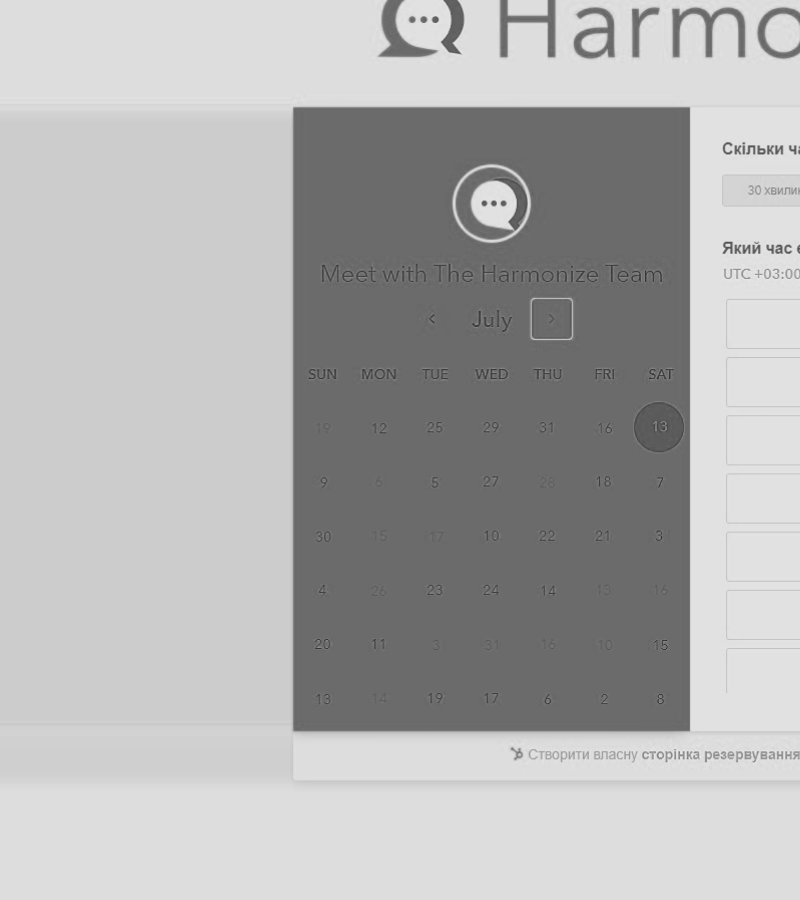 Harmo
Meet with The Harmonize Team
July
SUN MON TUE WED THU FRI SAT
19 12 25 29 31 16 13
9 6 5 27 28 18 7
30 15 17 10 22 21 3
4 26 23 24 14 13 16
20 11 3 31 16 10 15
13 14 19 17 6 2 8
Скільки ча
30 хвилин
Який час є
UTC +03:00
Створити власну сторінка резервування